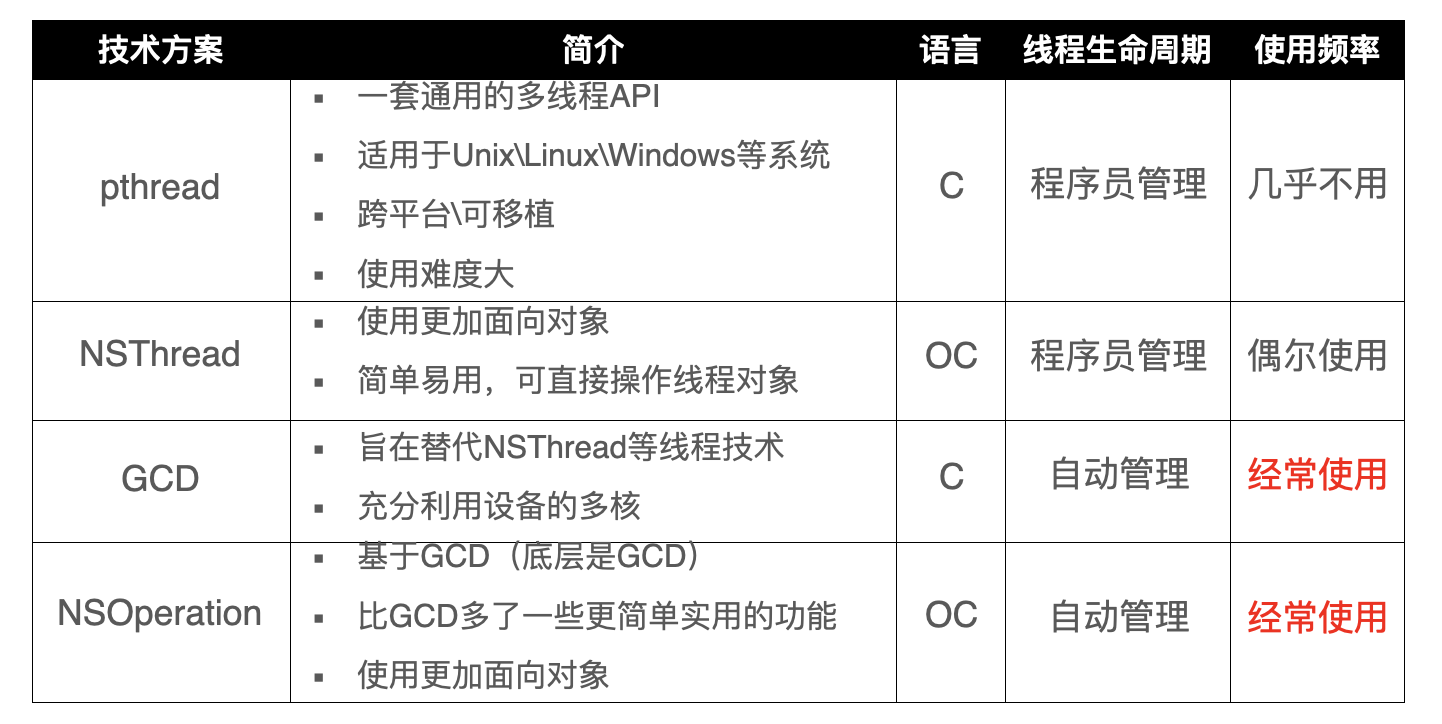 技术方案 简介 语言 线程生命周期 使用频率
pthread
▪ 一套通用的多线程API
▪ 适用于Unix\Linux\Windows等系统
▪ 跨平台\可移植
▪ 使用难度大
C
程序员管理
几乎不用
NSThread
▪ 使用更加面向对象
▪ 简单易用，可直接操作线程对象
OC
程序员管理
偶尔使用
GCD
▪ 旨在替代NSThread等线程技术
▪ 充分利用设备的多核
C
自动管理
经常使用
NSOperation
▪ 基于GCD（底层是GCD）
▪ 比GCD多了一些更简单实用的功能
▪ 使用更加面向对象
OC
自动管理
经常使用